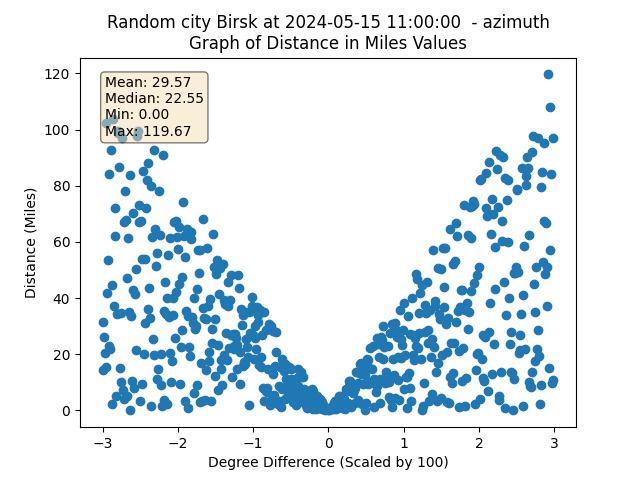 Random city Birsk at 2024-05-15 11:00:00 - azimuth
Graph of Distance in Miles Values
Mean: 29.57
Median: 22.55
Min: 0.00
Max: 119.67
Distance (Miles)
120
100
80
60
40
20
0
−3
−2
−1
0
1
2
3
Degree Difference (Scaled by 100)